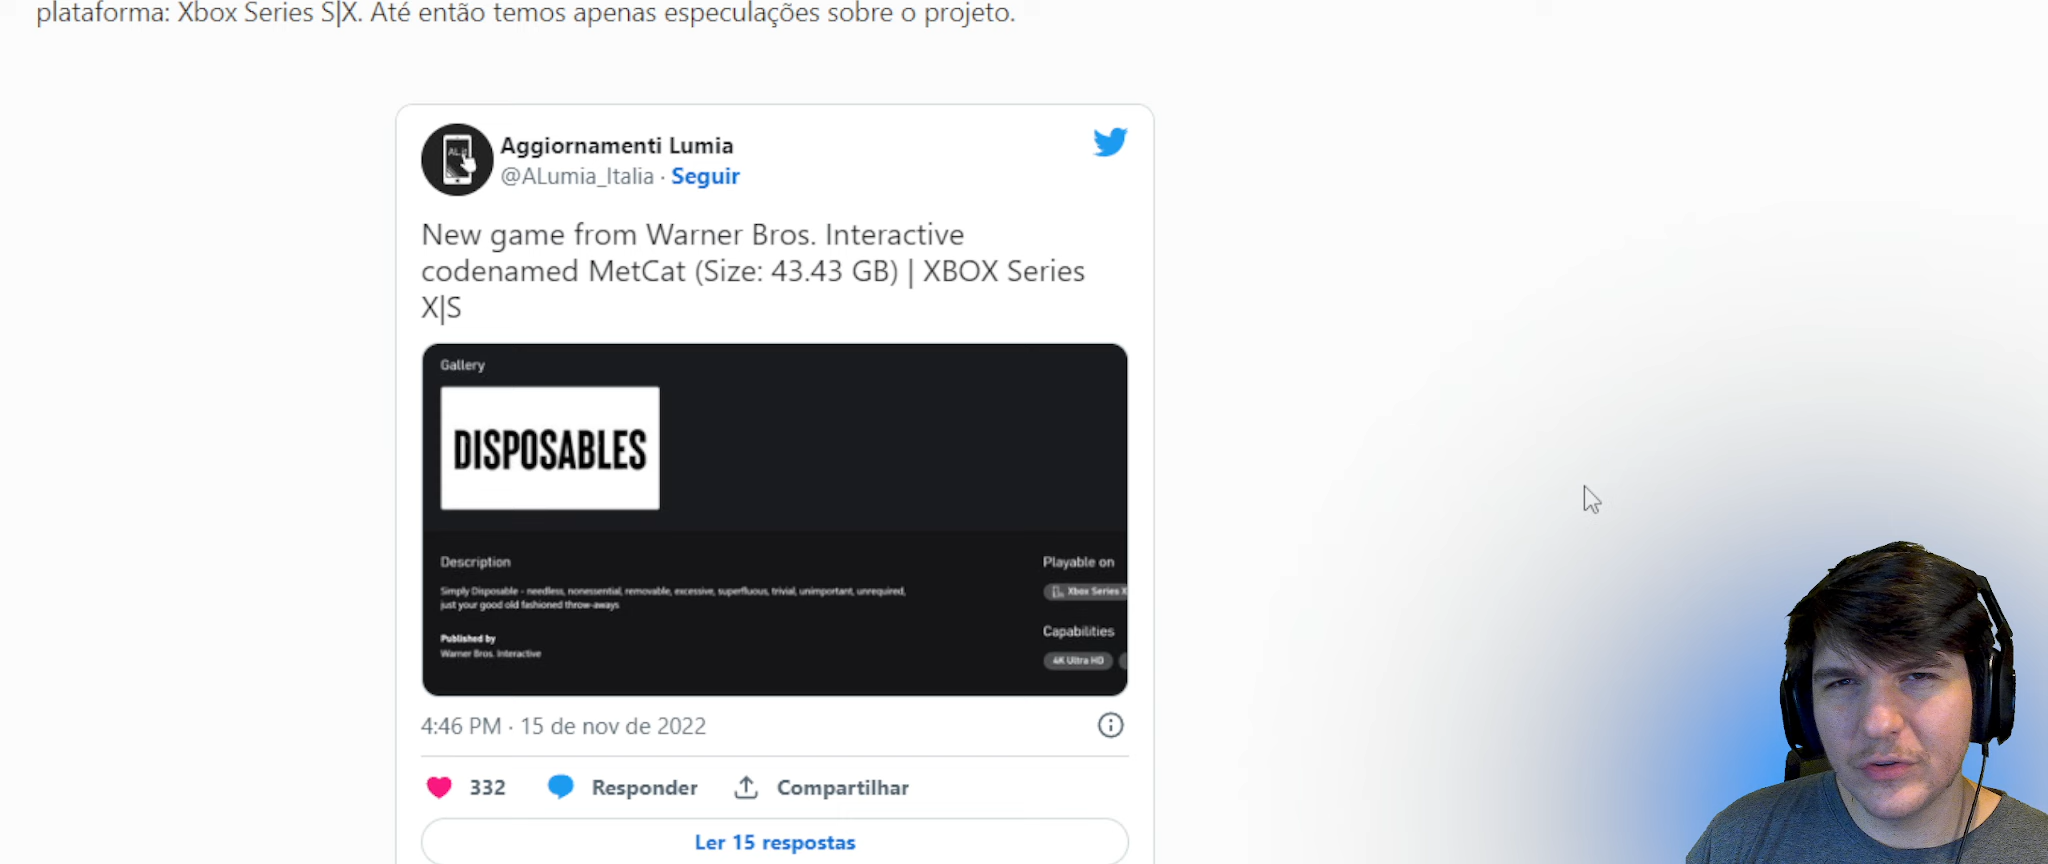 plataforma: Xbox Series S|X. Até então temos apenas especulações sobre o projeto.
Aggiornamenti Lumia
@ALumia_Italia · Seguir
New game from Warner Bros. Interactive
codenamed MetCat (Size: 43.43 GB) | XBOX Series
X|S
Gallery
DISPOSABLES
Description
Simply Disposable - needless, nonessential, removable, excessive, superfluous, trivial, unimportant, unrequired,
just your good old fashioned throw-aways
Published by
Warner Bros. Interactive
Playable on
Xbox Series X
Capabilities
4K Ultra HD
4:46 PM · 15 de nov de 2022
332 Responder Compartilhar
Ler 15 respostas